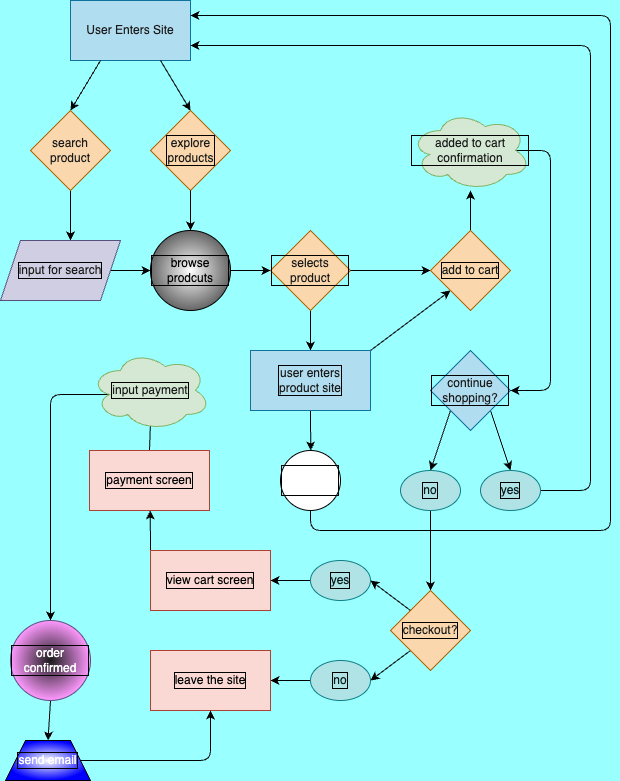 User Enters Site
search
product
explore
products
added to cart
confirmation
input for search
browse
prodcuts
selects
product
add to cart
user enters
product site
continue
shopping?
input payment
payment screen
no
yes
view cart screen
yes
checkout?
order
confirmed
leave the site
no
send email